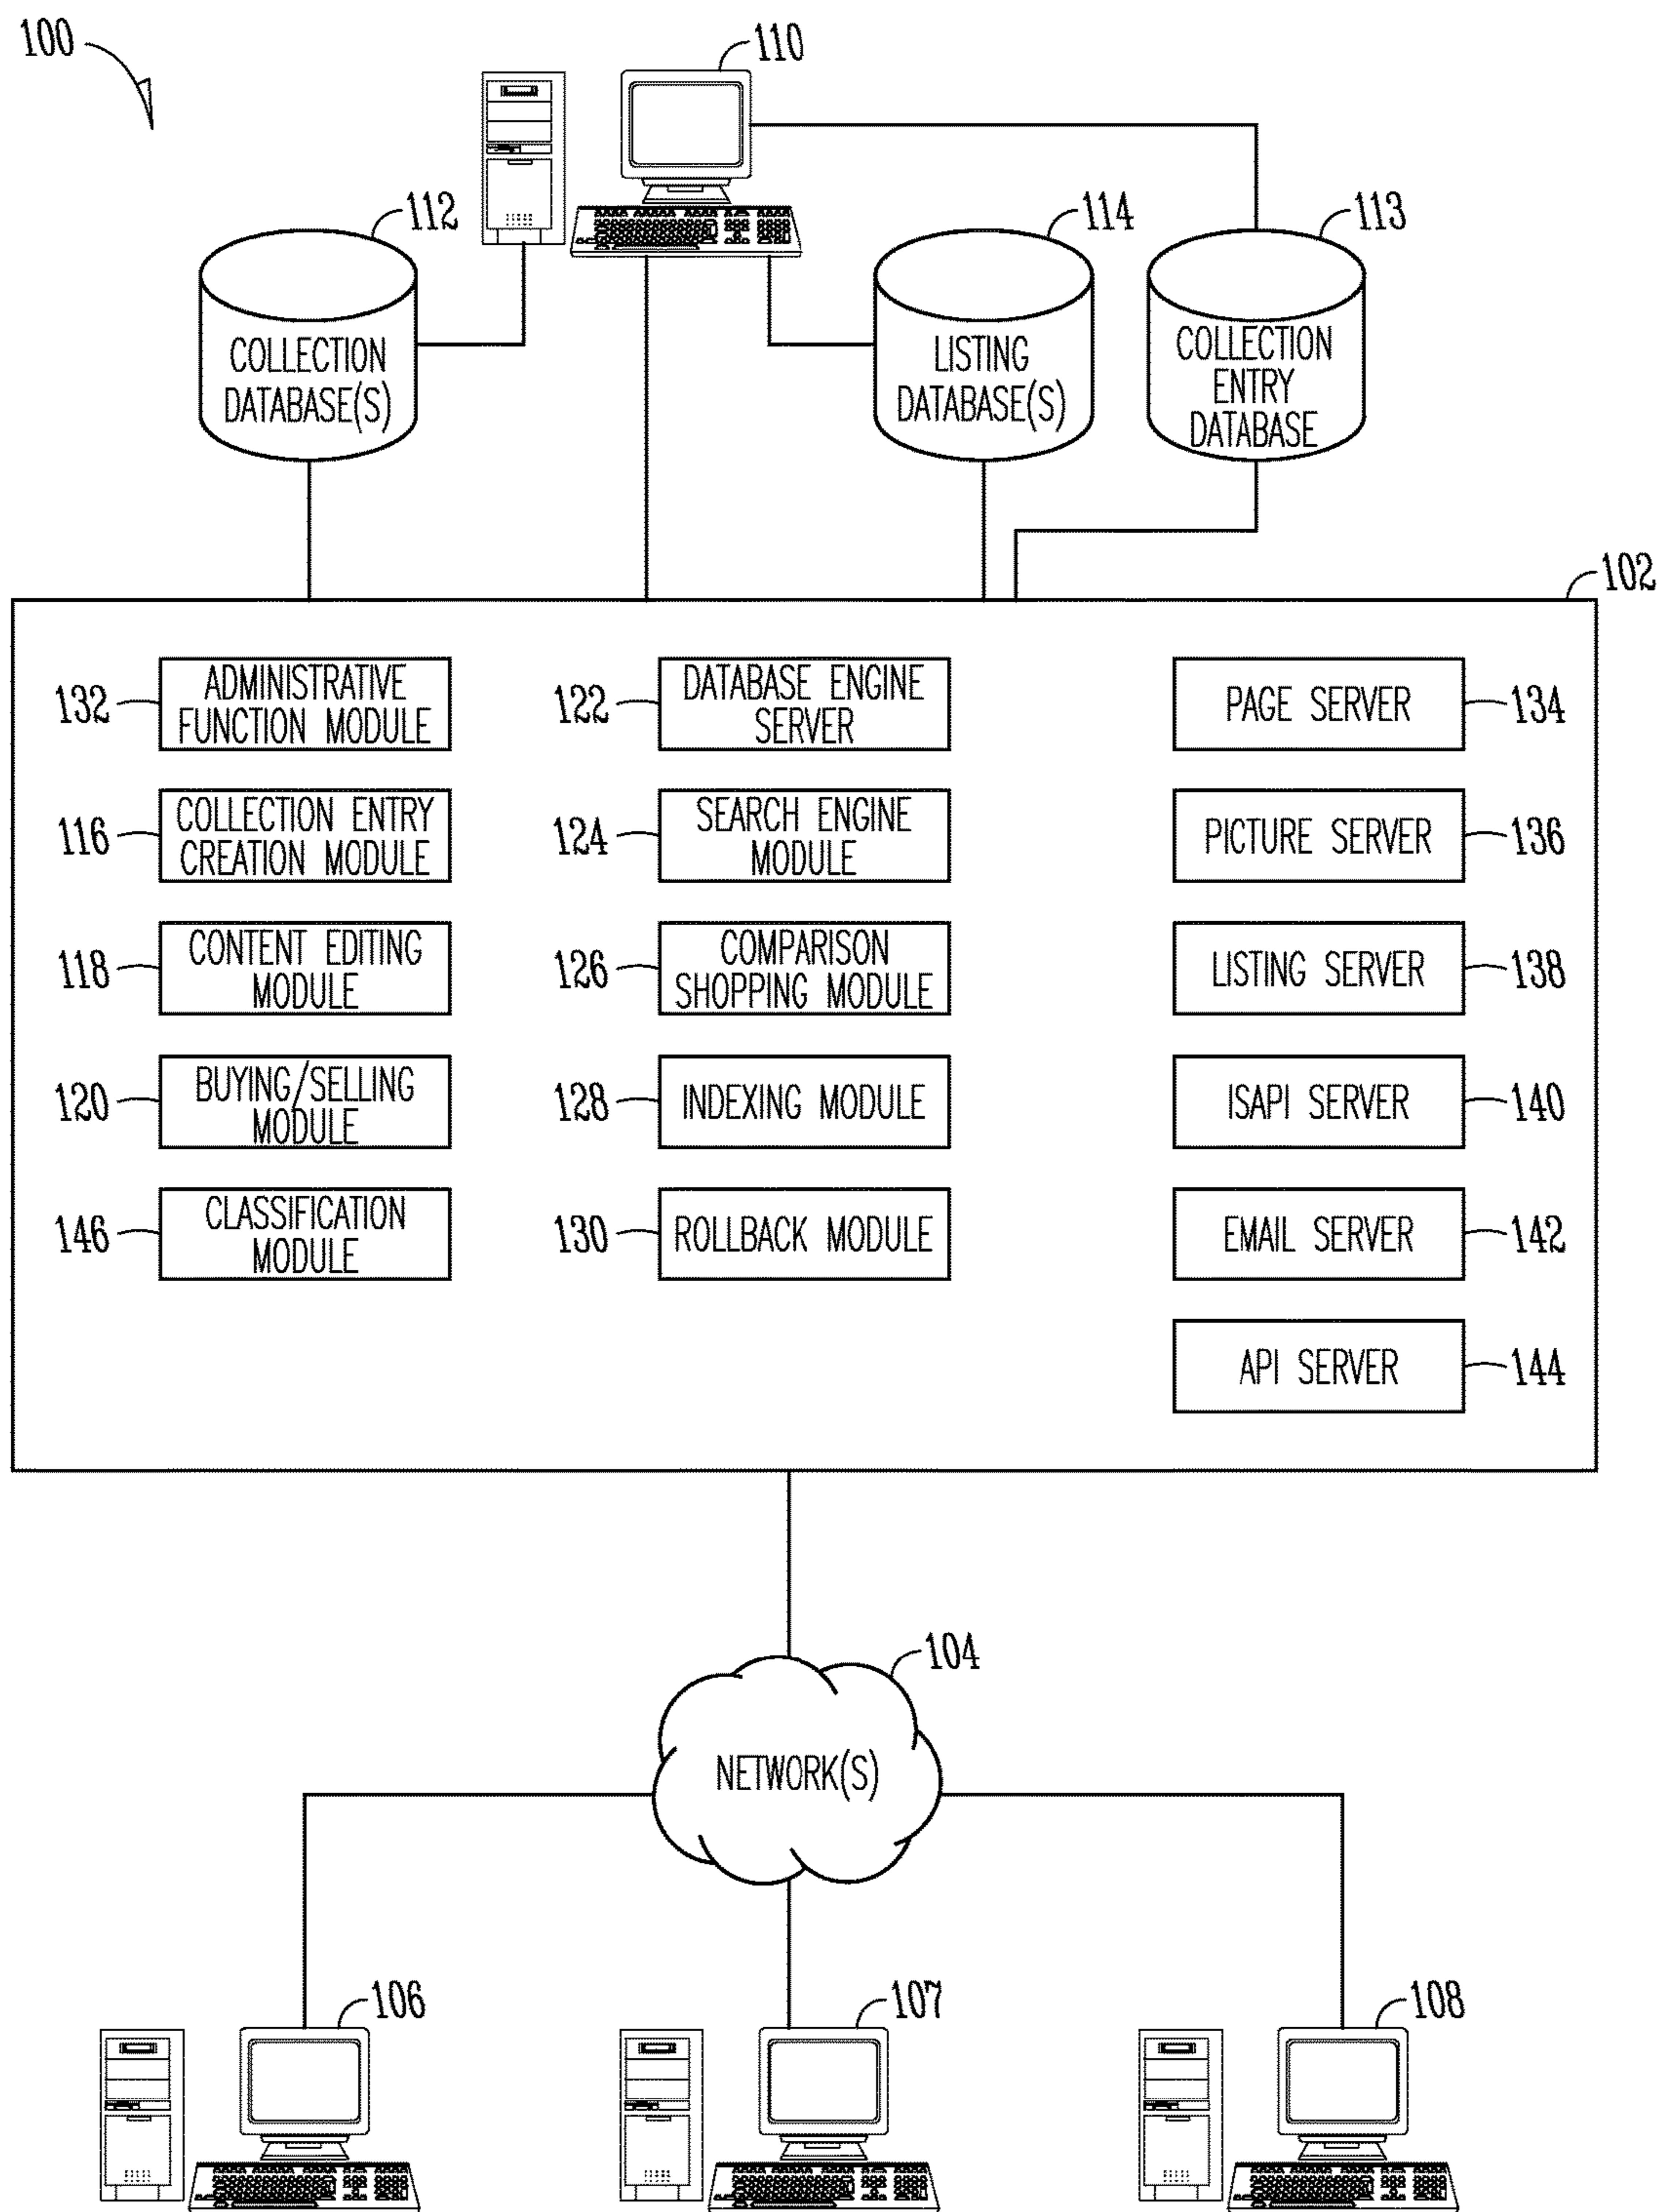 100
110
112
114
113
COLLECTION
DATABASE(S)
LISTING
DATABASE(S)
COLLECTION
ENTRY
DATABASE
102
132
ADMINISTRATIVE
FUNCTION MODULE
122
DATABASE ENGINE
SERVER
PAGE SERVER
134
116
COLLECTION ENTRY
CREATION MODULE
124
SEARCH ENGINE
MODULE
PICTURE SERVER
136
118
CONTENT EDITING
MODULE
126
COMPARISON
SHOPPING MODULE
LISTING SERVER
138
120
BUYING/SELLING
MODULE
128
INDEXING MODULE
ISAPI SERVER
140
146
CLASSIFICATION
MODULE
130
ROLLBACK MODULE
EMAIL SERVER
142
API SERVER
144
104
NETWORK(S)
106
107
108